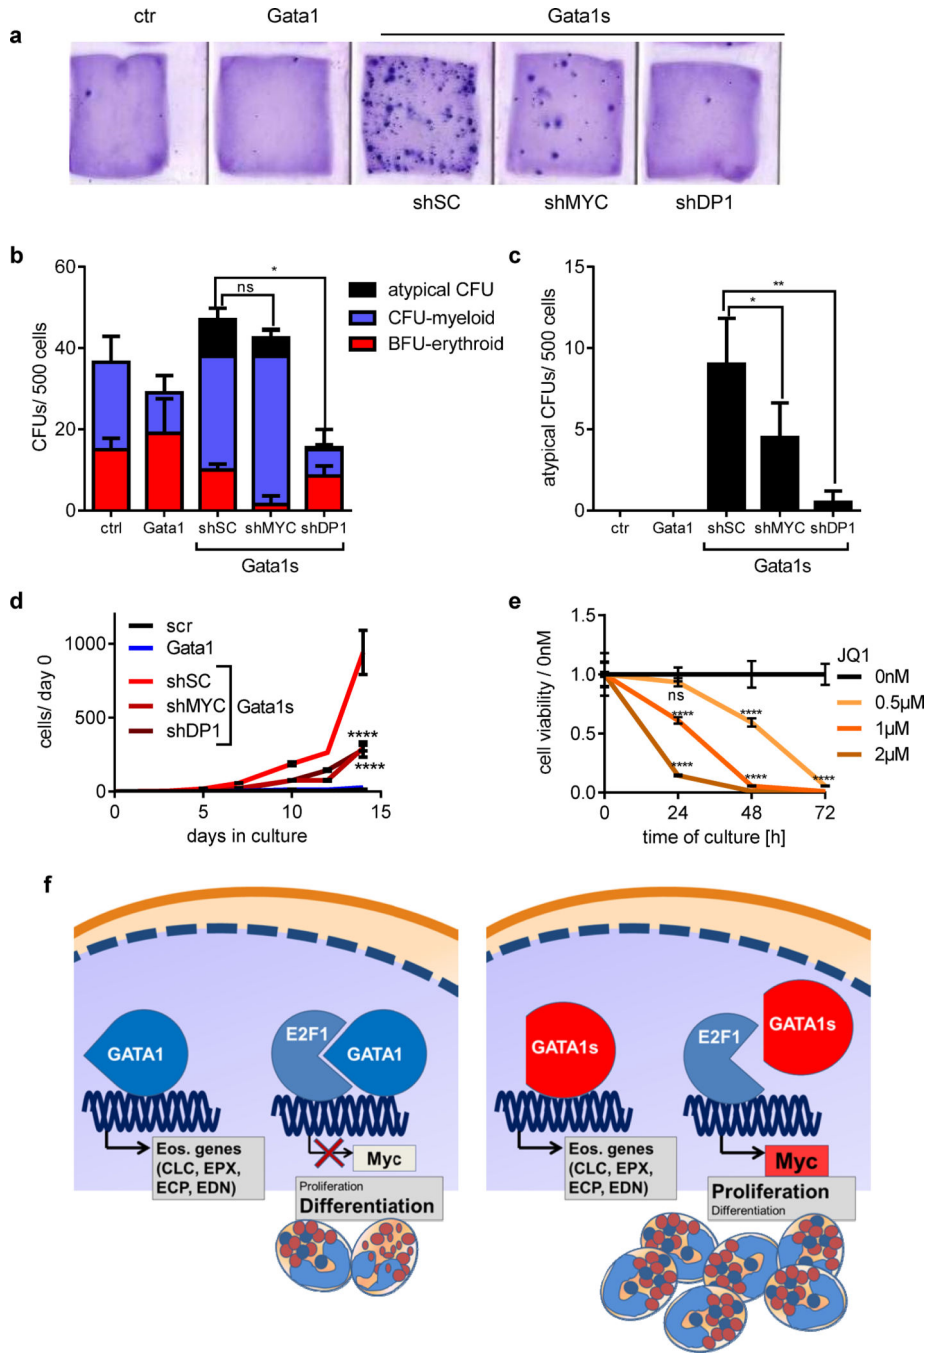 a
ctr
Gata1
Gata1s
shSC
shMYC
shDP1
b
60
40
20
0
CFUs/ 500 cells
*
ns
atypical CFU
CFU-myeloid
BFU-erythroid
ctrl
Gata1
shSC
shMYC
shDP1
Gata1s
c
15
10
5
0
atypical CFUs/ 500 cells
**
*
ctr
Gata1
shSC
shMYC
shDP1
Gata1s
d
1000
500
0
cells/ day 0
scr
Gata1
shSC
shMYC
shDP1
Gata1s
****
****
0
5
10
15
days in culture
e
1.5
1.0
0.5
0.0
cell viability / 0nM
ns
****
****
****
****
****
JQ1
0nM
0.5µM
1µM
2µM
0
24
48
72
time of culture [h]
f
GATA1
E2F1
GATA1
Eos. genes
(CLC, EPX,
ECP, EDN)
Myc
Proliferation
Differentiation
GATA1s
E2F1
GATA1s
Eos. genes
(CLC, EPX,
ECP, EDN)
Myc
Proliferation
Differentiation